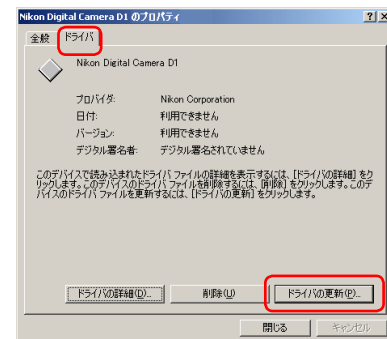 Nikon Digital Camera D1 のプロパティ
全般 ドライバ
Nikon Digital Camera D1
プロバイダ: Nikon Corporation
日付: 利用できません
バージョン: 利用できません
デジタル署名者: デジタル署名されていません
このデバイスで読み込まれたドライバ ファイルの詳細を表示するには、[ドライバの詳細] をク
リックします。このデバイスのドライバ ファイルを削除するには、[削除] をクリックします。このデ
バイスのドライバ ファイルを更新するには、[ドライバの更新] をクリックします。
ドライバの詳細(D)... 削除(U) ドライバの更新(P)...
閉じる キャンセル